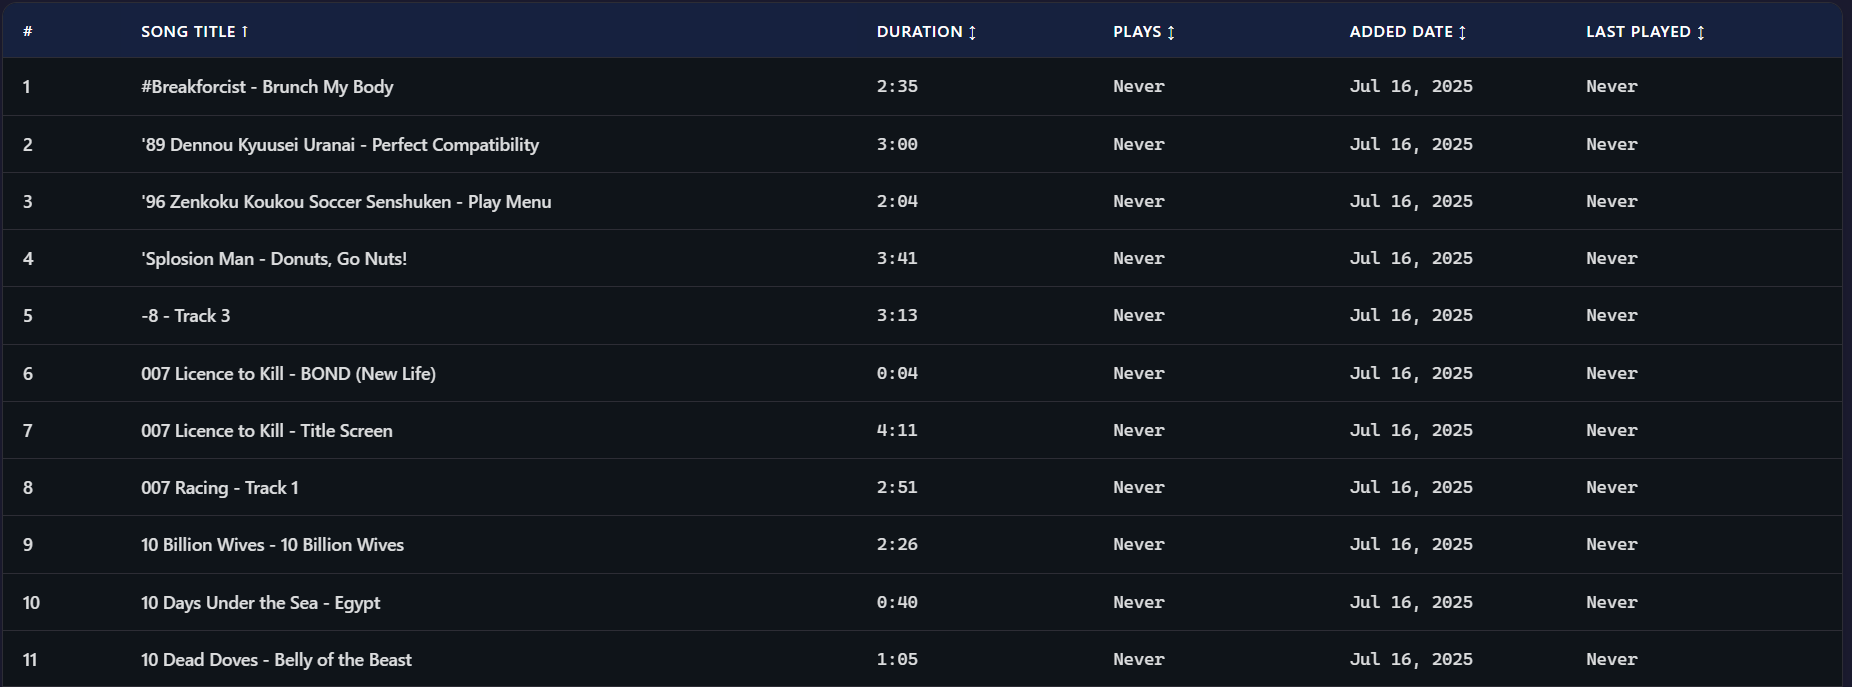 # SONG TITLE ↑ DURATION ↕ PLAYS ↕ ADDED DATE ↕ LAST PLAYED ↕
1 #Breakforcist - Brunch My Body 2:35 Never Jul 16, 2025 Never
2 '89 Dennou Kyuusei Uranai - Perfect Compatibility 3:00 Never Jul 16, 2025 Never
3 '96 Zenkoku Koukou Soccer Senshuken - Play Menu 2:04 Never Jul 16, 2025 Never
4 'Splosion Man - Donuts, Go Nuts! 3:41 Never Jul 16, 2025 Never
5 -8 - Track 3 3:13 Never Jul 16, 2025 Never
6 007 Licence to Kill - BOND (New Life) 0:04 Never Jul 16, 2025 Never
7 007 Licence to Kill - Title Screen 4:11 Never Jul 16, 2025 Never
8 007 Racing - Track 1 2:51 Never Jul 16, 2025 Never
9 10 Billion Wives - 10 Billion Wives 2:26 Never Jul 16, 2025 Never
10 10 Days Under the Sea - Egypt 0:40 Never Jul 16, 2025 Never
11 10 Dead Doves - Belly of the Beast 1:05 Never Jul 16, 2025 Never